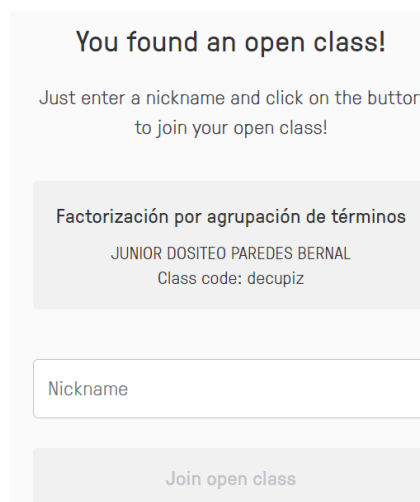 You found an open class!
Just enter a nickname and click on the button
to join your open class!
Factorización por agrupación de términos
JUNIOR DOSITEO PAREDES BERNAL
Class code: decupiz
Nickname
Join open class